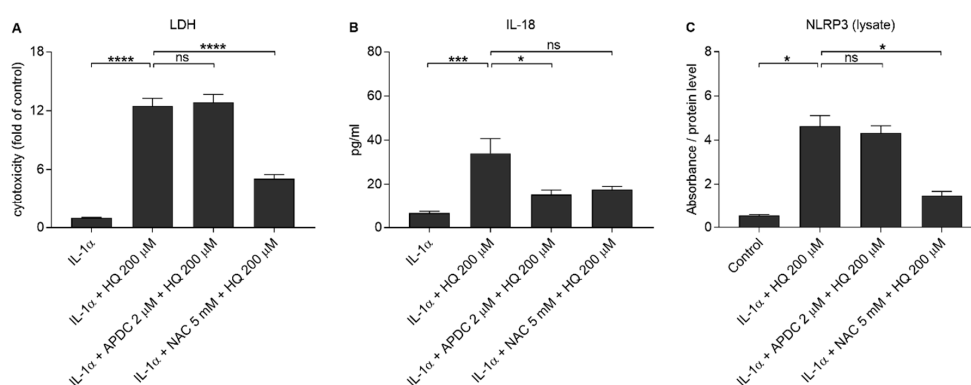 A
LDH
cytotoxicity (fold of control)
18
12
6
0
****
****
ns
IL-1α
IL-1α + HQ 200 µM
IL-1α + APDC 2 µM + HQ 200 µM
IL-1α + NAC 5 mM + HQ 200 µM
B
IL-18
pg/ml
80
60
40
20
0
ns
***
*
IL-1α
IL-1α + HQ 200 µM
IL-1α + APDC 2 µM + HQ 200 µM
IL-1α + NAC 5 mM + HQ 200 µM
C
NLRP3 (lysate)
Absorbance / protein level
8
6
4
2
0
*
*
ns
Control
IL-1α + HQ 200 µM
IL-1α + APDC 2 µM + HQ 200 µM
IL-1α + NAC 5 mM + HQ 200 µM